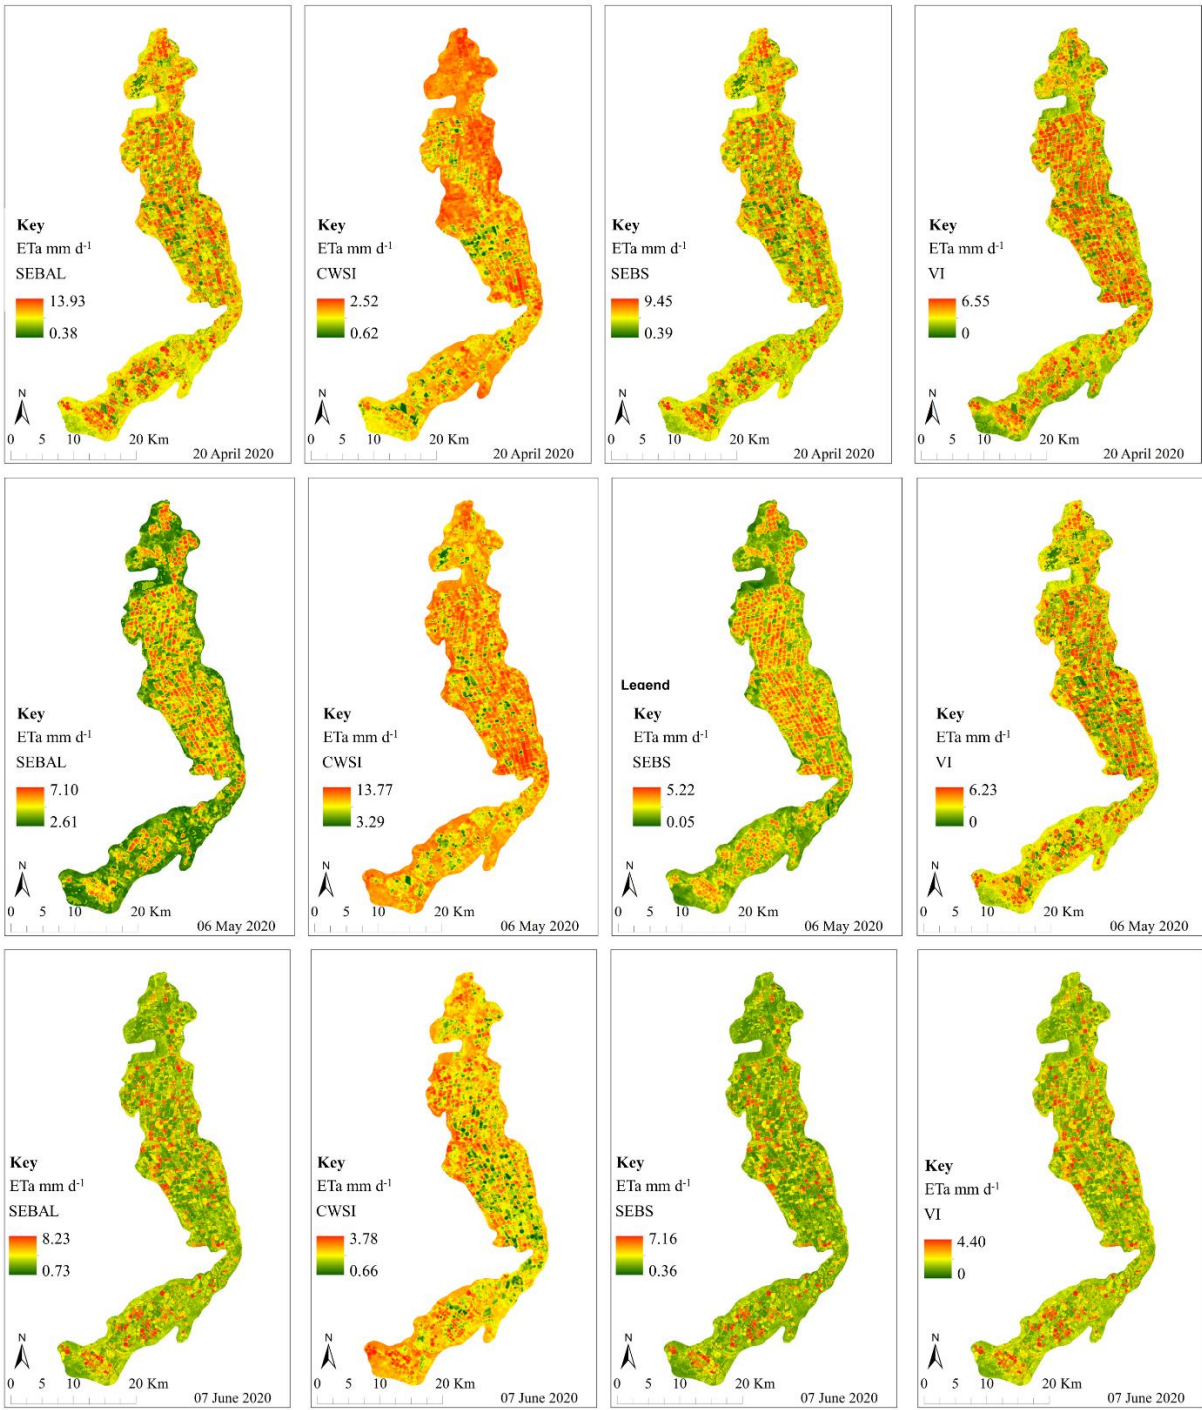 Key
ETa mm d-1
SEBAL
13.93
0.38
N
0 5 10 20 Km
20 April 2020
Key
ETa mm d-1
CWSI
2.52
0.62
N
0 5 10 20 Km
20 April 2020
Key
ETa mm d-1
SEBS
9.45
0.39
N
0 5 10 20 Km
20 April 2020
Key
ETa mm d-1
VI
6.55
0
N
0 5 10 20 Km
20 April 2020
Key
ETa mm d-1
SEBAL
7.10
2.61
N
0 5 10 20 Km
06 May 2020
Key
ETa mm d-1
CWSI
13.77
3.29
N
0 5 10 20 Km
06 May 2020
Legend
Key
ETa mm d-1
SEBS
5.22
0.05
N
0 5 10 20 Km
06 May 2020
Key
ETa mm d-1
VI
6.23
0
N
0 5 10 20 Km
06 May 2020
Key
ETa mm d-1
SEBAL
8.23
0.73
N
0 5 10 20 Km
07 June 2020
Key
ETa mm d-1
CWSI
3.78
0.66
N
0 5 10 20 Km
07 June 2020
Key
ETa mm d-1
SEBS
7.16
0.36
N
0 5 10 20 Km
07 June 2020
Key
ETa mm d-1
VI
4.40
0
N
0 5 10 20 Km
07 June 2020